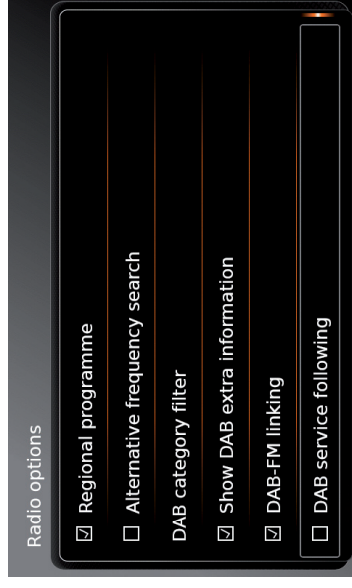 Radio options
Regional programme
Alternative frequency search
DAB category filter
Show DAB extra information
DAB-FM linking
DAB service following